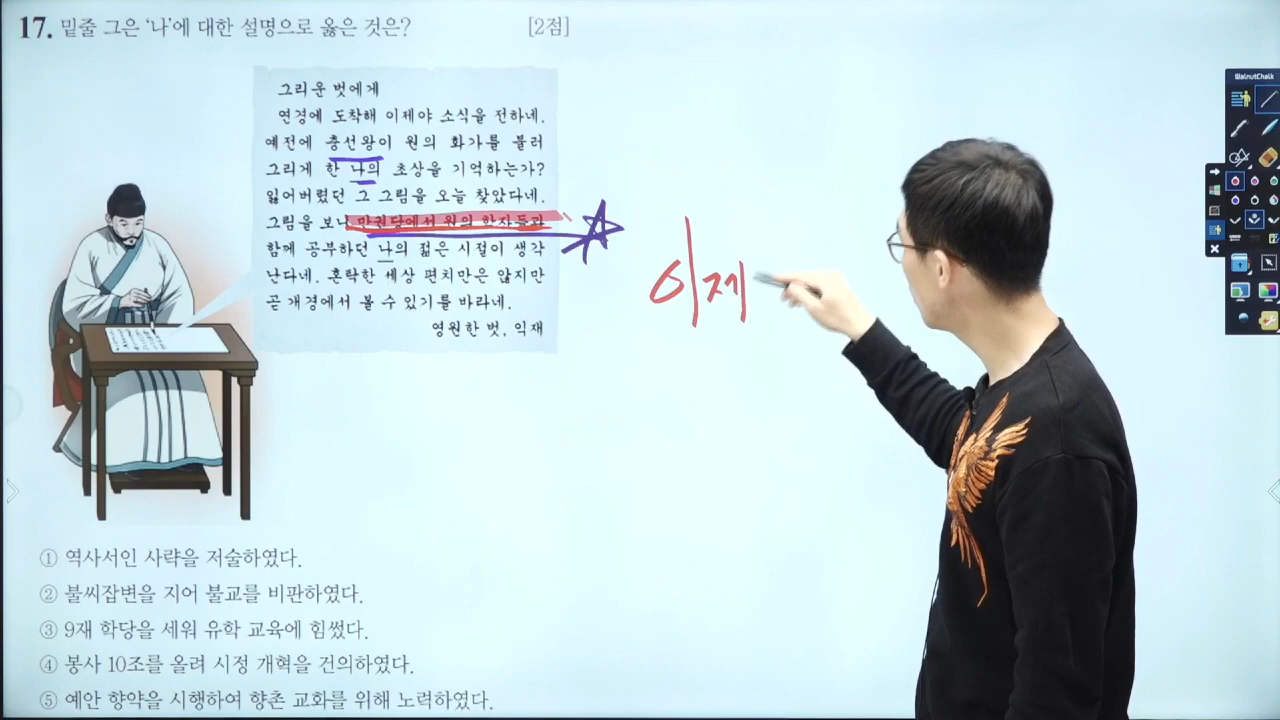 17. 밑줄 그은 '나'에 대한 설명으로 옳은 것은? [2점]
그리운 벗에게
연경에 도착해 이제야 소식을 전하네.
예전에 충선왕이 원의 화가를 불러
그리게 한 나의 초상을 기억하는가?
잃어버렸던 그 그림을 오늘 찾았다네.
그림을 보니 만권당에서 원의 학자들과
함께 공부하던 나의 젊은 시절이 생각
난다네. 혼탁한 세상 편치만은 않지만
곧 개경에서 볼 수 있기를 바라네.
영원한 벗, 익재
이제
① 역사서인 사략을 저술하였다.
② 불씨잡변을 지어 불교를 비판하였다.
③ 9재 학당을 세워 유학 교육에 힘썼다.
④ 봉사 10조를 올려 시정 개혁을 건의하였다.
⑤ 예안 향약을 시행하여 향촌 교화를 위해 노력하였다.
WalnutChalk